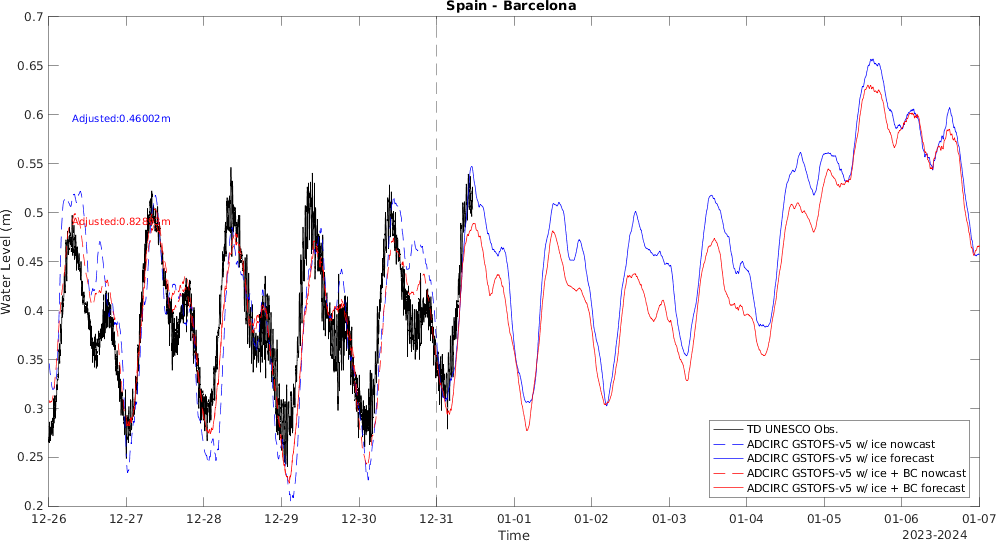 Spain - Barcelona
0.7
0.65
0.6
0.55
0.5
0.45
0.4
0.35
0.3
0.25
0.2
Water Level (m)
Adjusted:0.46002m
TD UNESCO Obs.
ADCIRC GSTOFS-v5 w/ ice nowcast
ADCIRC GSTOFS-v5 w/ ice forecast
ADCIRC GSTOFS-v5 w/ ice + BC nowcast
ADCIRC GSTOFS-v5 w/ ice + BC forecast
12-26 12-27 12-28 12-29 12-30 12-31 01-01 01-02 01-03 01-04 01-05 01-06 01-07
Time
2023-2024